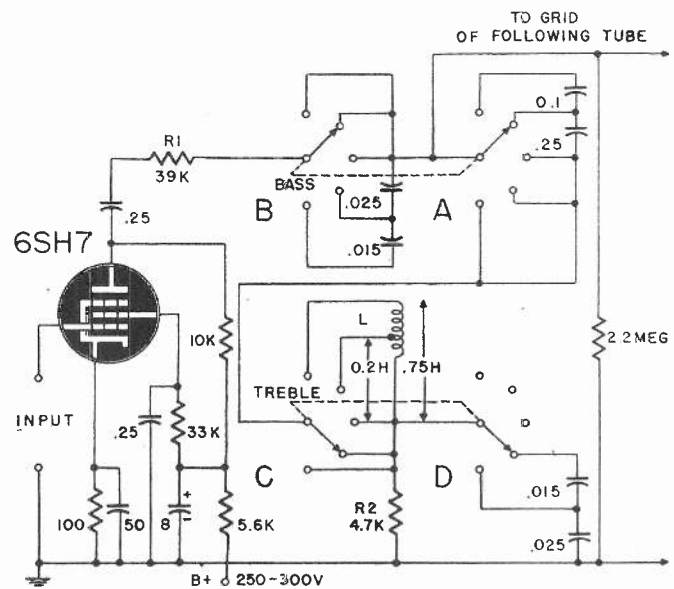 TO GRID
OF FOLLOWING TUBE
0.1
.25
R1
39K
BASS
B
A
.025
.015
.25
6SH7
10K
L
0.2H
.75H
2.2MEG
TREBLE
INPUT
.25
33K
C
D
.015
R2
4.7K
100
50
8
+
-
5.6K
.025
B+ 250-300V